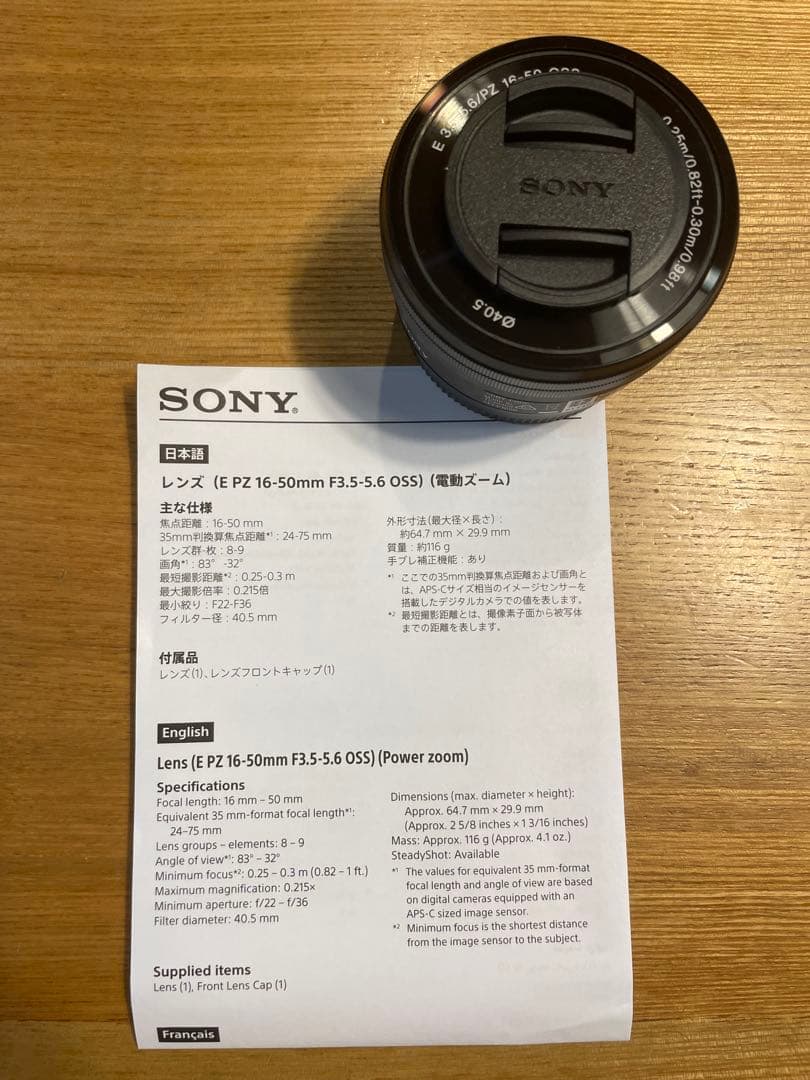 E 3.5-5.6/PZ 16-50 OSS
0.25m/0.82ft-0.30m/0.98ft
SONY
Ø40.5
SONY®
日本語
レンズ（E PZ 16-50mm F3.5-5.6 OSS）（電動ズーム）
主な仕様
焦点距離：16-50 mm
35mm判換算焦点距離*1：24-75 mm
レンズ群-枚：8-9
画角*1：83°-32°
最短撮影距離*2：0.25-0.3 m
最大撮影倍率：0.215倍
最小絞り：F22-F36
フィルター径：40.5 mm
外形寸法（最大径×長さ）：
約64.7 mm × 29.9 mm
質量：約116 g
手ブレ補正機能：あり
*1 ここでの35mm判換算焦点距離および画角と
は、APS-Cサイズ相当のイメージセンサーを
搭載したデジタルカメラでの値を表します。
*2 最短撮影距離とは、撮像素子面から被写体
までの距離を表します。
付属品
レンズ（1）、レンズフロントキャップ（1）
English
Lens (E PZ 16-50mm F3.5-5.6 OSS) (Power zoom)
Specifications
Focal length: 16 mm – 50 mm
Equivalent 35 mm-format focal length*1:
24–75 mm
Lens groups – elements: 8 – 9
Angle of view*1: 83° – 32°
Minimum focus*2: 0.25 – 0.3 m (0.82 – 1 ft.)
Maximum magnification: 0.215×
Minimum aperture: f/22 – f/36
Filter diameter: 40.5 mm
Dimensions (max. diameter × height):
Approx. 64.7 mm × 29.9 mm
(Approx. 2 5/8 inches × 1 3/16 inches)
Mass: Approx. 116 g (Approx. 4.1 oz.)
SteadyShot: Available
*1 The values for equivalent 35 mm-format
focal length and angle of view are based
on digital cameras equipped with an
APS-C sized image sensor.
*2 Minimum focus is the shortest distance
from the image sensor to the subject.
Supplied items
Lens (1), Front Lens Cap (1)
Français